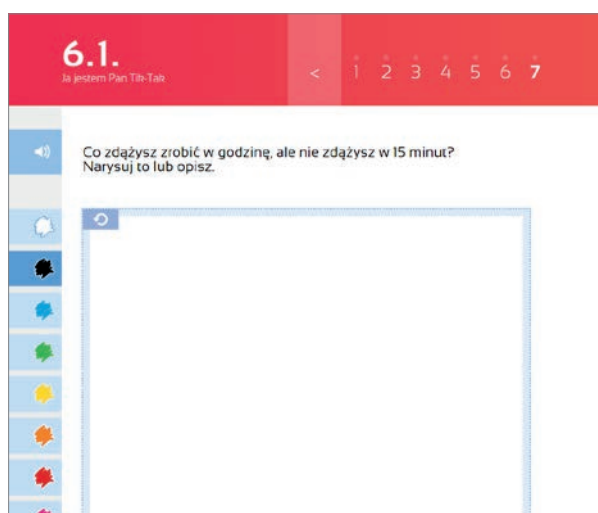 6.1.
Ja jestem Pan Tik-Tak
< 1 2 3 4 5 6 7
Co zdążysz zrobić w godzinę, ale nie zdążysz w 15 minut?
Narysuj to lub opisz.